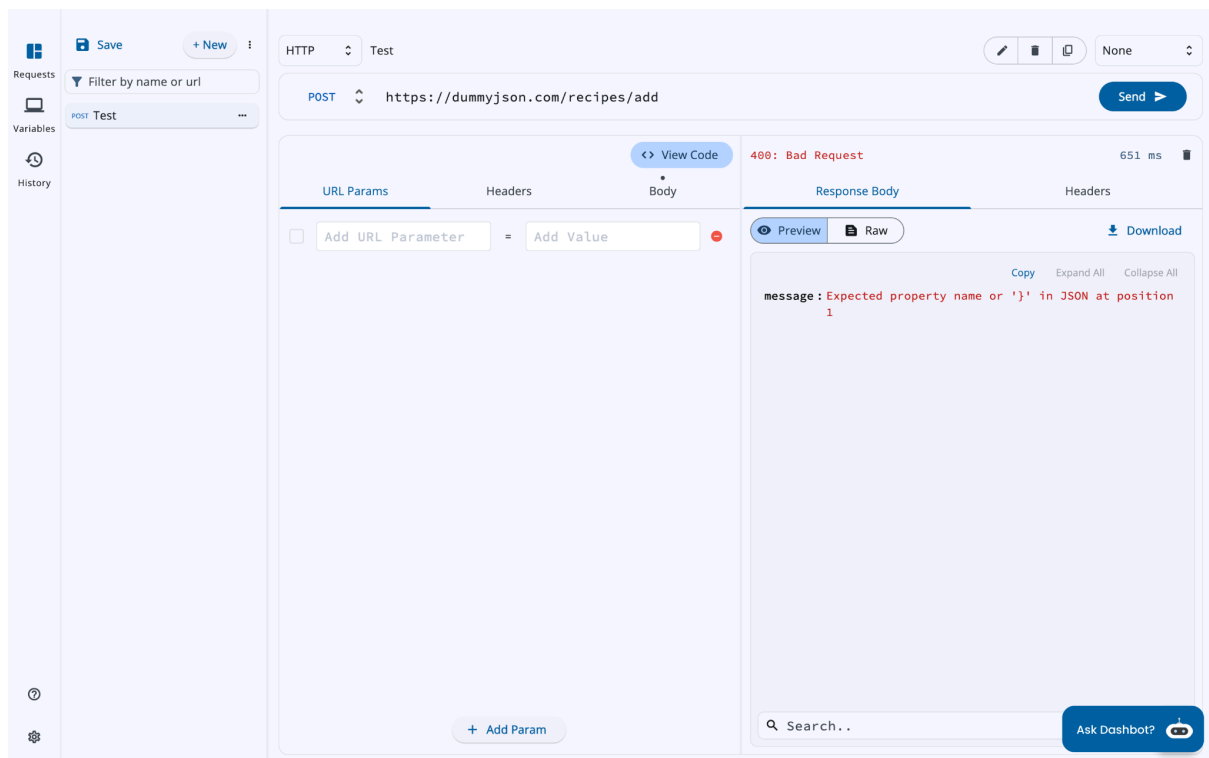 Requests
Variables
History
Save
+ New
Filter by name or url
POST Test
HTTP
Test
None
POST
https://dummyjson.com/recipes/add
Send
<> View Code
URL Params
Headers
Body
Add URL Parameter
=
Add Value
+ Add Param
400: Bad Request
651 ms
Response Body
Headers
Preview
Raw
Download
Copy
Expand All
Collapse All
message : Expected property name or '}' in JSON at position
1
Search..
Ask Dashbot?